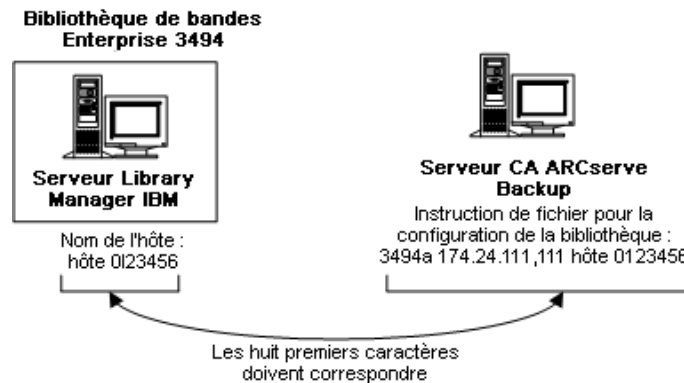 Bibliothèque de bandes
Enterprise 3494
Serveur Library
Manager IBM
Nom de l'hôte :
hôte 0I23456
Serveur CA ARCserve
Backup
Instruction de fichier pour la
configuration de la bibliothèque :
3494a 174.24.111,111 hôte 0123456
Les huit premiers caractères
doivent correspondre